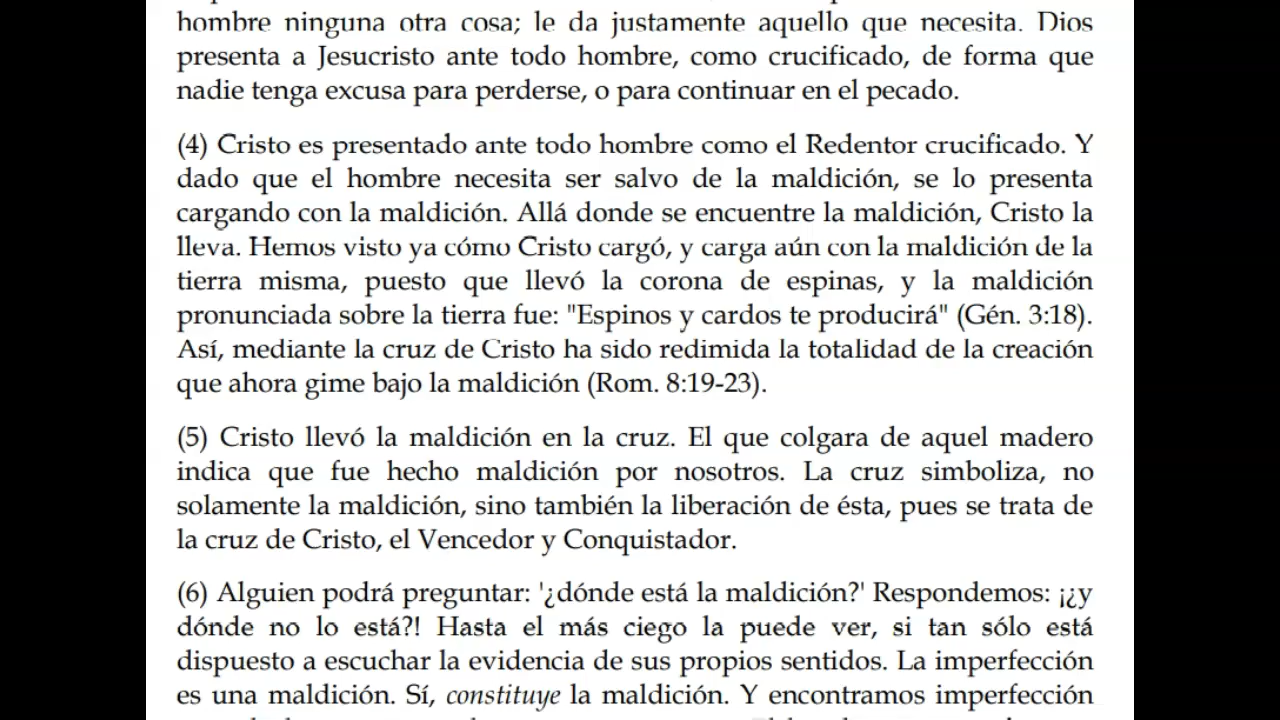 hombre ninguna otra cosa; le da justamente aquello que necesita. Dios
presenta a Jesucristo ante todo hombre, como crucificado, de forma que
nadie tenga excusa para perderse, o para continuar en el pecado.
(4) Cristo es presentado ante todo hombre como el Redentor crucificado. Y
dado que el hombre necesita ser salvo de la maldición, se lo presenta
cargando con la maldición. Allá donde se encuentre la maldición, Cristo la
lleva. Hemos visto ya cómo Cristo cargó, y carga aún con la maldición de la
tierra misma, puesto que llevó la corona de espinas, y la maldición
pronunciada sobre la tierra fue: "Espinos y cardos te producirá" (Gén. 3:18).
Así, mediante la cruz de Cristo ha sido redimida la totalidad de la creación
que ahora gime bajo la maldición (Rom. 8:19-23).
(5) Cristo llevó la maldición en la cruz. El que colgara de aquel madero
indica que fue hecho maldición por nosotros. La cruz simboliza, no
solamente la maldición, sino también la liberación de ésta, pues se trata de
la cruz de Cristo, el Vencedor y Conquistador.
(6) Alguien podrá preguntar: '¿dónde está la maldición?' Respondemos: ¡¿y
dónde no lo está?! Hasta el más ciego la puede ver, si tan sólo está
dispuesto a escuchar la evidencia de sus propios sentidos. La imperfección
es una maldición. Sí, constituye la maldición. Y encontramos imperfección